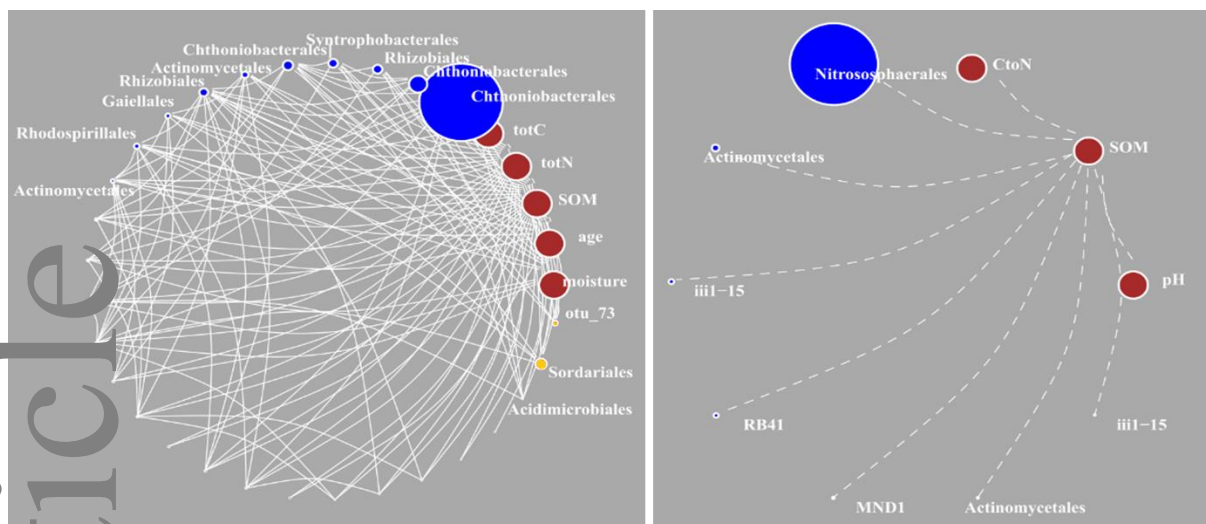 Syntrophobacterales
Chthoniobacterales
Rhizobiales
Actinomycetales
Chthoniobacterales
Rhizobiales
Chthoniobacterales
Gaiellales
totC
Rhodospirillales
totN
Actinomycetales
SOM
age
moisture
otu_73
Sordariales
Acidimicrobiales
icle
Nitrososphaerales
CtoN
SOM
Actinomycetales
pH
iii1-15
RB41
iii1-15
MND1
Actinomycetales